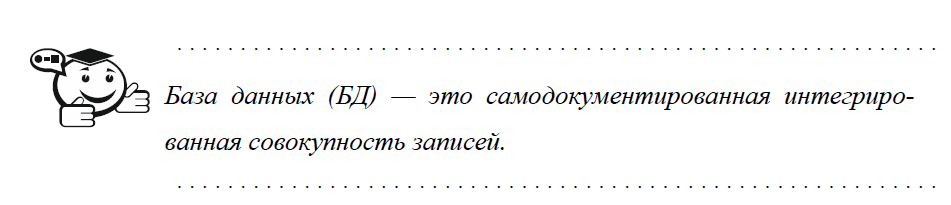 База данных (БД) — это самодокументированная интегриро-
ванная совокупность записей.